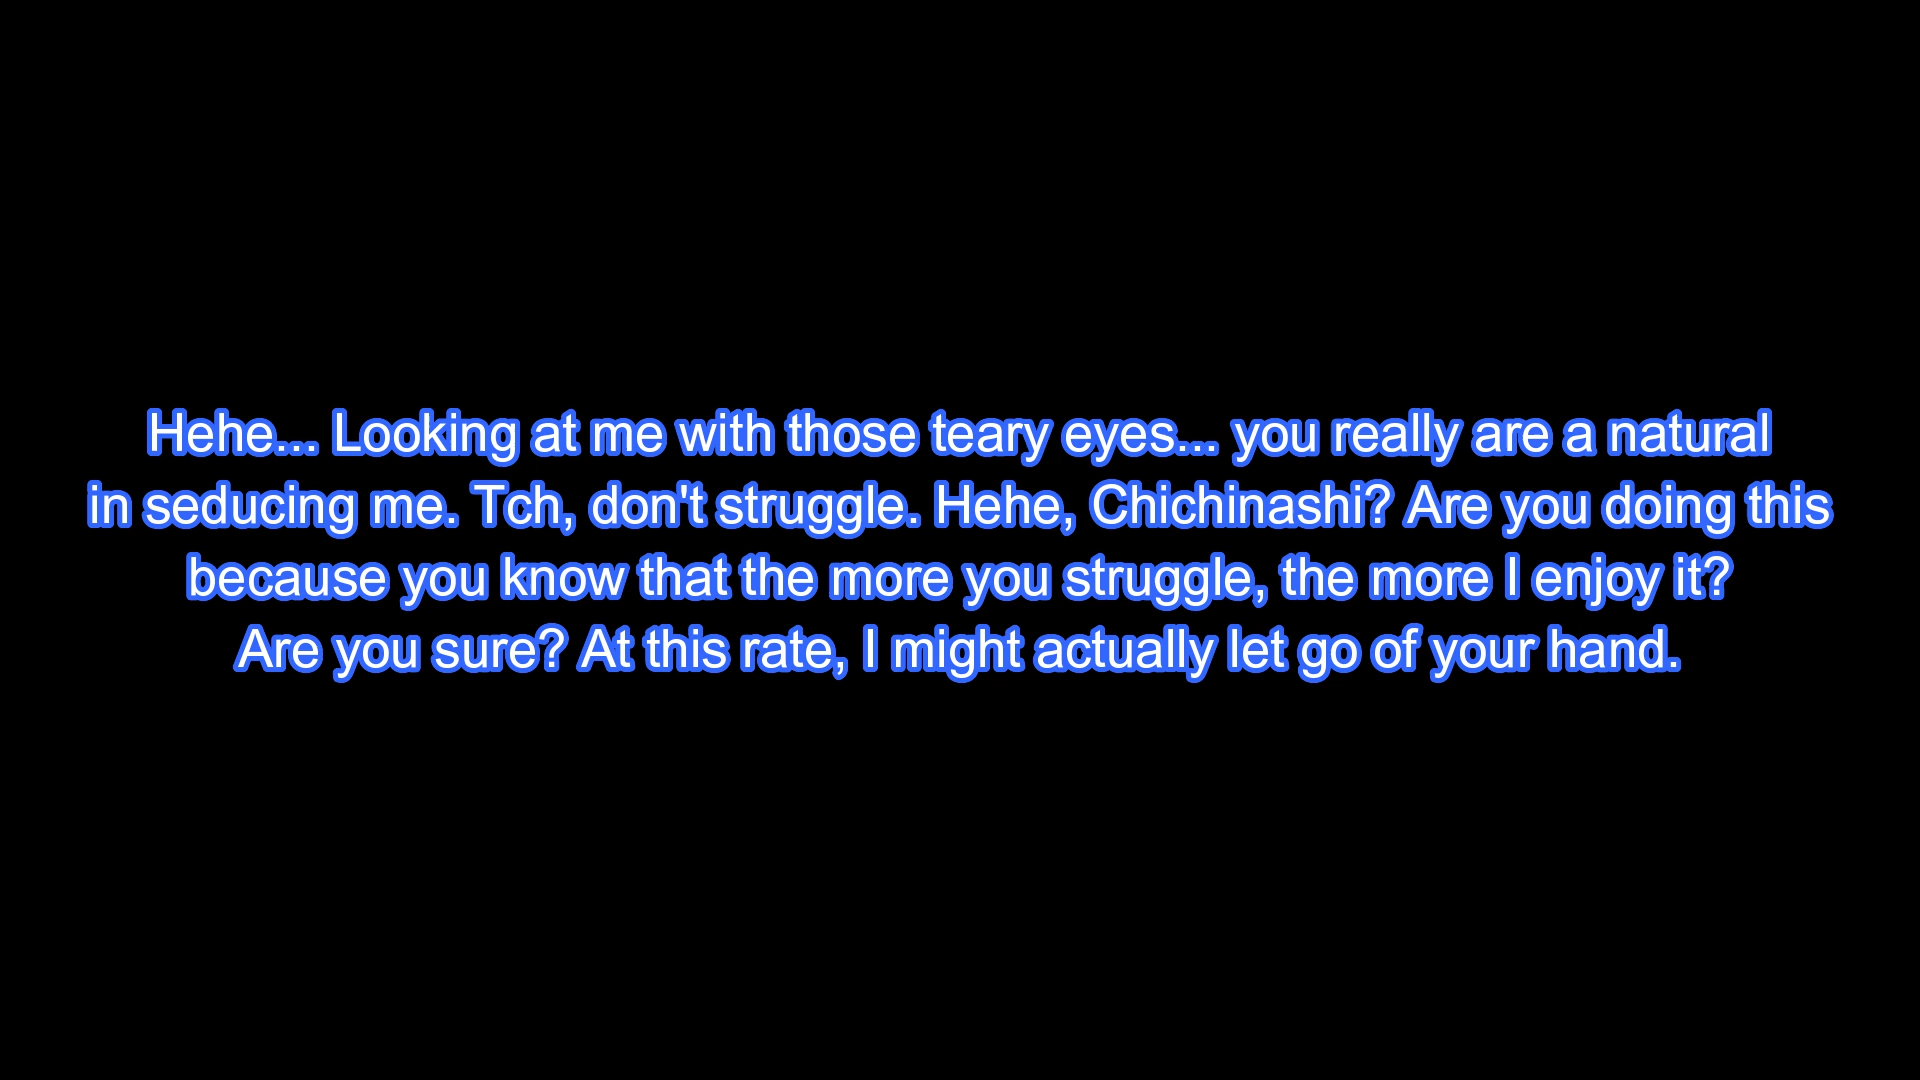 Hehe... Looking at me with those teary eyes... you really are a natural
in seducing me. Tch, don't struggle. Hehe, Chichinashi? Are you doing this
because you know that the more you struggle, the more I enjoy it?
Are you sure? At this rate, I might actually let go of your hand.